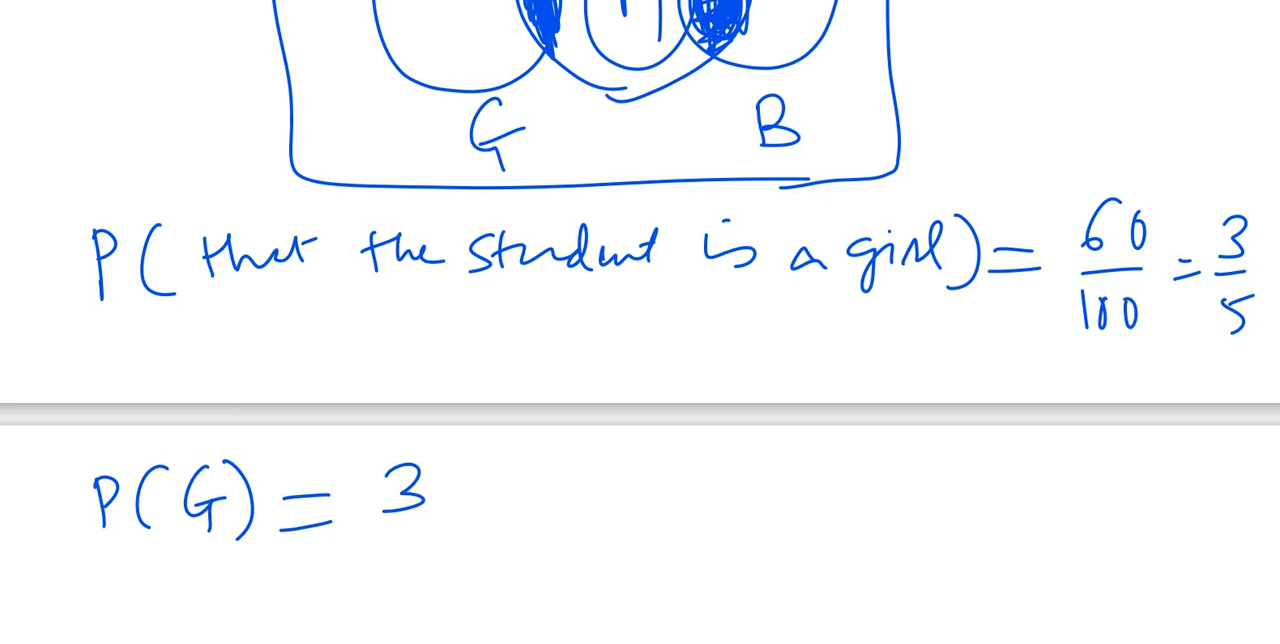 G B
P( that the student is a girl) = 60/100 = 3/5
P(G) = 3